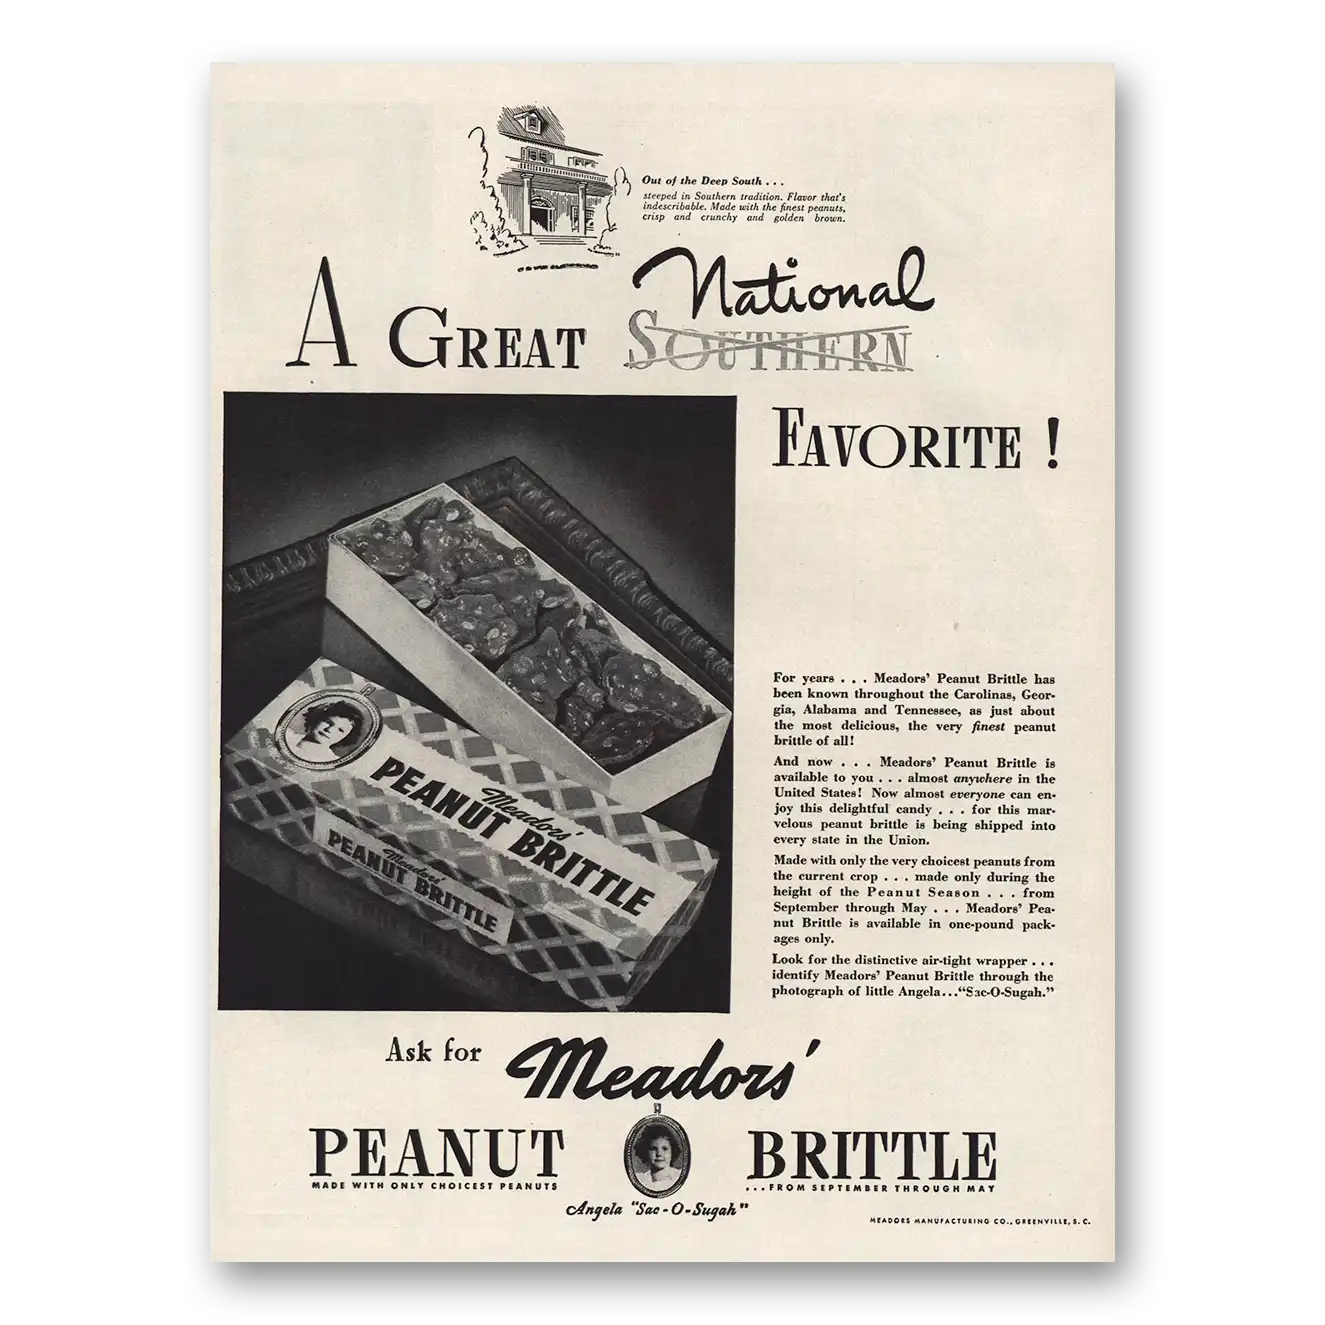 Out of the Deep South . . .
steeped in Southern tradition. Flavor that's
indescribable. Made with the finest peanuts,
crisp and crunchy and golden brown.
National
A GREAT SOUTHERN
FAVORITE !
Meadors'
PEANUT BRITTLE
Meadors'
PEANUT BRITTLE
For years . . . Meadors' Peanut Brittle has
been known throughout the Carolinas, Geor-
gia, Alabama and Tennessee, as just about
the most delicious, the very finest peanut
brittle of all!
And now . . . Meadors' Peanut Brittle is
available to you . . . almost anywhere in the
United States! Now almost everyone can en-
joy this delightful candy . . . for this mar-
velous peanut brittle is being shipped into
every state in the Union.
Made with only the very choicest peanuts from
the current crop . . . made only during the
height of the Peanut Season . . . from
September through May . . . Meadors' Pea-
nut Brittle is available in one-pound pack-
ages only.
Look for the distinctive air-tight wrapper . . .
identify Meadors' Peanut Brittle through the
photograph of little Angela..."Sac-O-Sugah."
Ask for Meadors'
PEANUT BRITTLE
MADE WITH ONLY CHOICEST PEANUTS ...FROM SEPTEMBER THROUGH MAY
Angela "Sac-O-Sugah"
MEADORS MANUFACTURING CO., GREENVILLE, S. C.